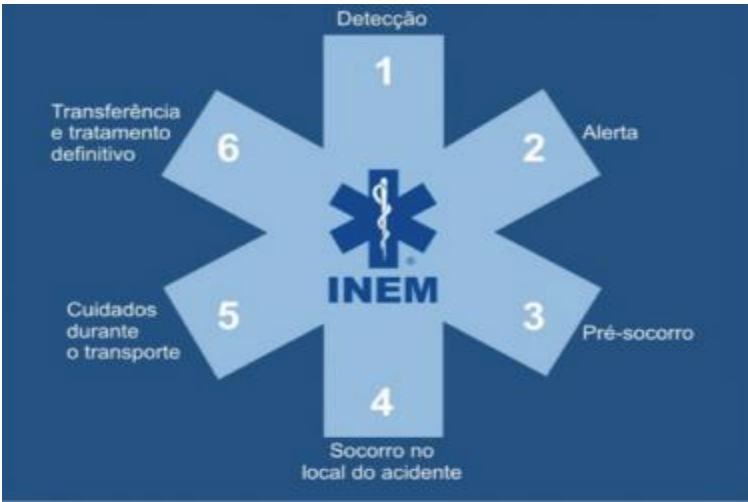 Detecção
1
2
Alerta
3
Pré-socorro
4
Socorro no
local do acidente
5
Cuidados
durante
o transporte
6
Transferência
e tratamento
definitivo
INEM
®